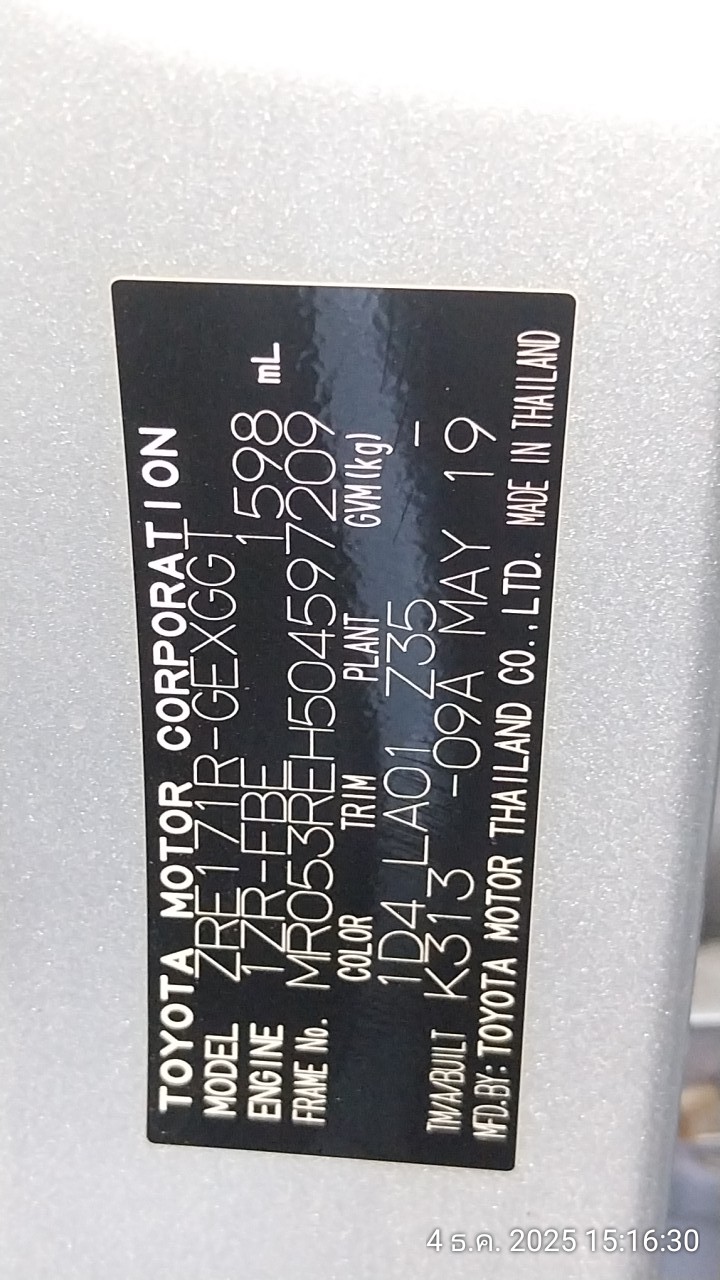 TOYOTA MOTOR CORPORATION
MODEL ZRE171R-GEXGGT
ENGINE 1ZR-FBE 1598 mL
FRAME No. MR053REH504597209
COLOR TRIM PLANT GVM(kg)
1D4 LA01 Z35 -
TM/A/BUILT K313 -09A MAY 19
MFD.BY: TOYOTA MOTOR THAILAND CO.,LTD. MADE IN THAILAND
4 ธ.ค. 2025 15:16:30